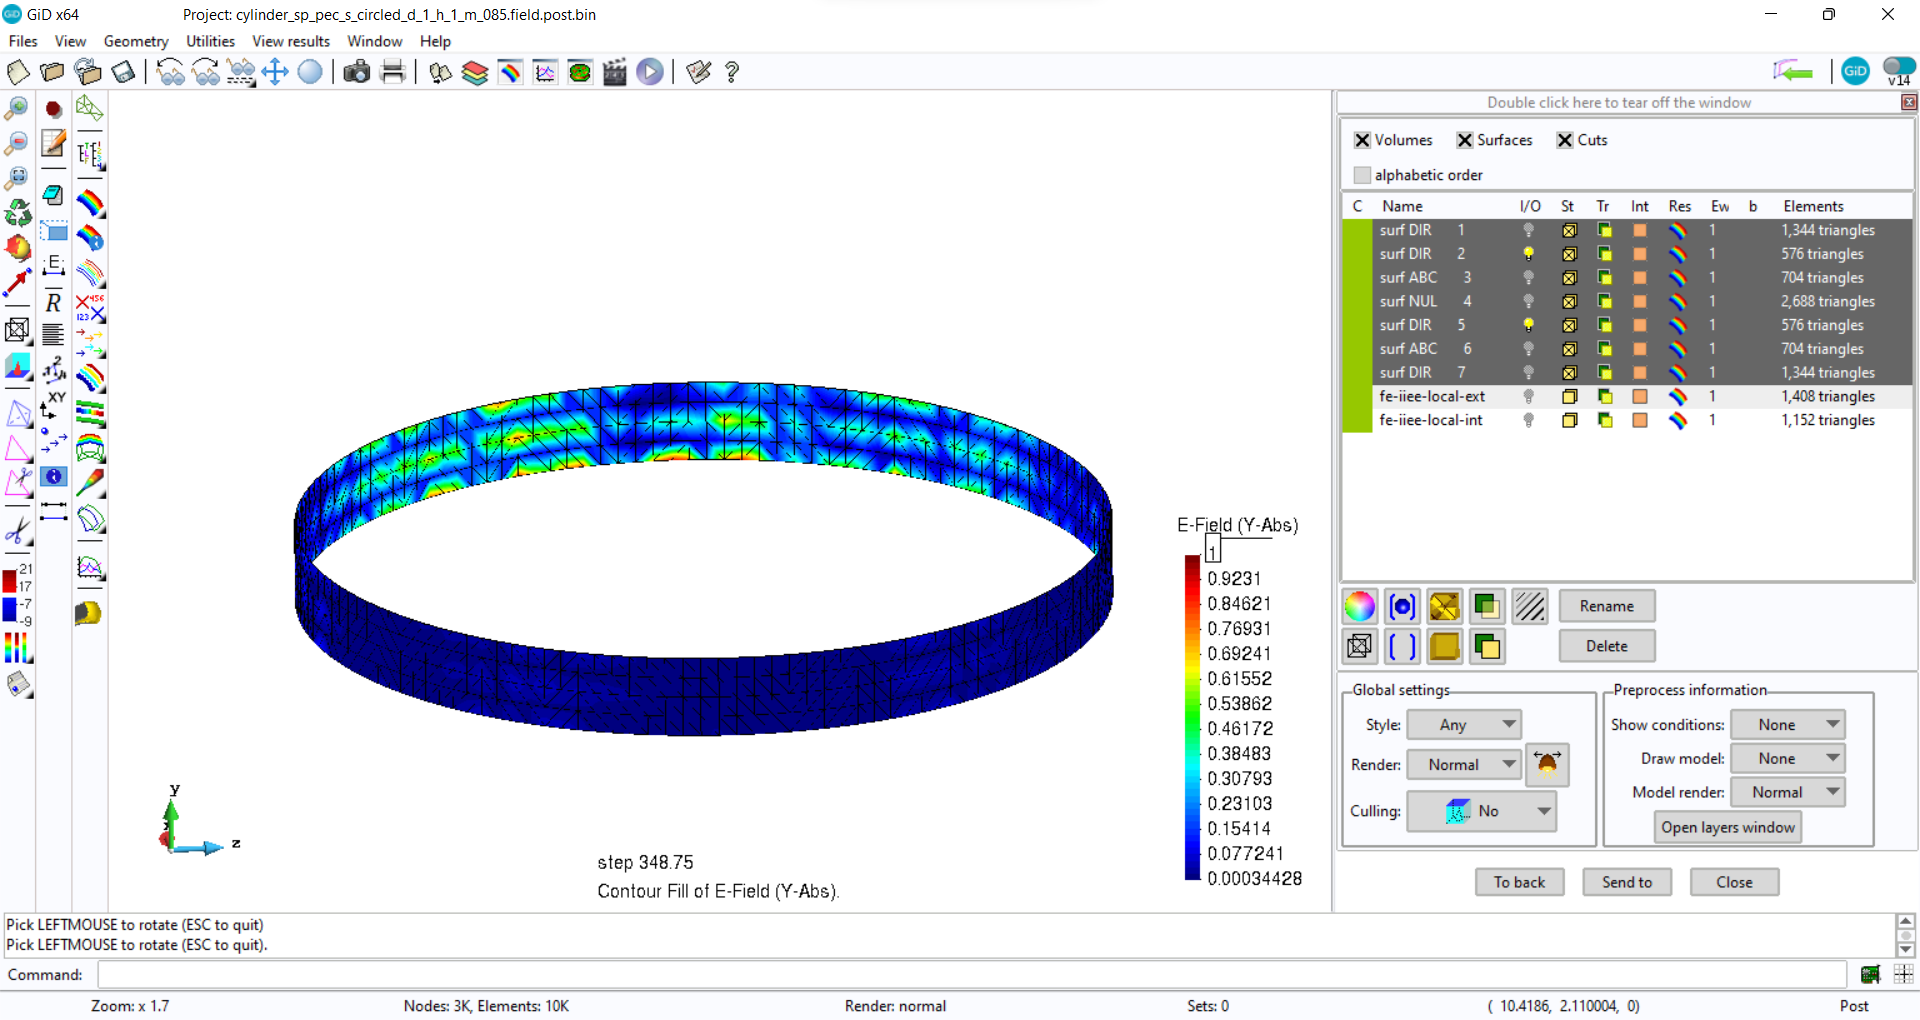 GiD x64 Project: cylinder_sp_pec_s_circled_d_1_h_1_m_085.field.post.bin
Files View Geometry Utilities View results Window Help
GiD v14
Double click here to tear off the window
Volumes Surfaces Cuts
alphabetic order
C Name I/O St Tr Int Res Ew b Elements
surf DIR 1 1 1,344 triangles
surf DIR 2 1 576 triangles
surf ABC 3 1 704 triangles
surf NUL 4 1 2,688 triangles
surf DIR 5 1 576 triangles
surf ABC 6 1 704 triangles
surf DIR 7 1 1,344 triangles
fe-iiee-local-ext 1 1,408 triangles
fe-iiee-local-int 1 1,152 triangles
E
R
2
XY
456
123
21
17
-7
-9
E-Field (Y-Abs)
1
0.9231
0.84621
0.76931
0.69241
0.61552
0.53862
0.46172
0.38483
0.30793
0.23103
0.15414
0.077241
0.00034428
y
x
z
step 348.75
Contour Fill of E-Field (Y-Abs).
Rename
Delete
Global settings
Style: Any
Render: Normal
Culling: No
Preprocess information
Show conditions: None
Draw model: None
Model render: Normal
Open layers window
To back Send to Close
Pick LEFTMOUSE to rotate (ESC to quit)
Pick LEFTMOUSE to rotate (ESC to quit).
Command:
Zoom: x 1.7 Nodes: 3K, Elements: 10K Render: normal Sets: 0 ( 10.4186, 2.110004, 0) Post